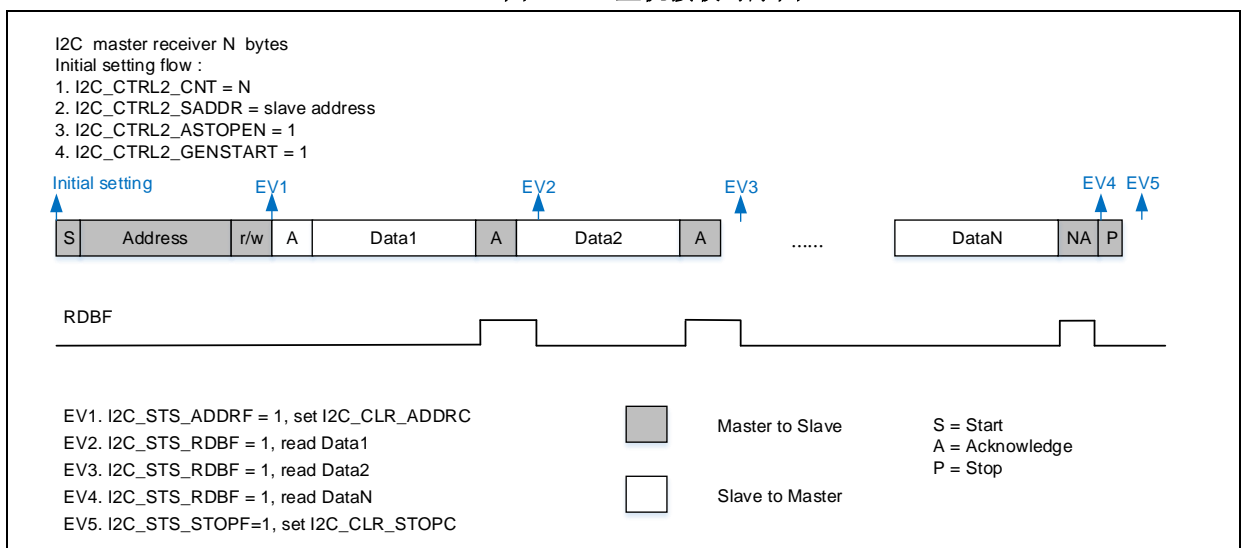 I2C master receiver N bytes
Initial setting flow :
1. I2C_CTRL2_CNT = N
2. I2C_CTRL2_SADDR = slave address
3. I2C_CTRL2_ASTOPEN = 1
4. I2C_CTRL2_GENSTART = 1
Initial setting EV1 EV2 EV3 EV4 EV5
S Address r/w A Data1 A Data2 A ...... DataN NA P
RDBF
EV1. I2C_STS_ADDRF = 1, set I2C_CLR_ADDRC
EV2. I2C_STS_RDBF = 1, read Data1
EV3. I2C_STS_RDBF = 1, read Data2
EV4. I2C_STS_RDBF = 1, read DataN
EV5. I2C_STS_STOPF=1, set I2C_CLR_STOPC
Master to Slave
Slave to Master
S = Start
A = Acknowledge
P = Stop